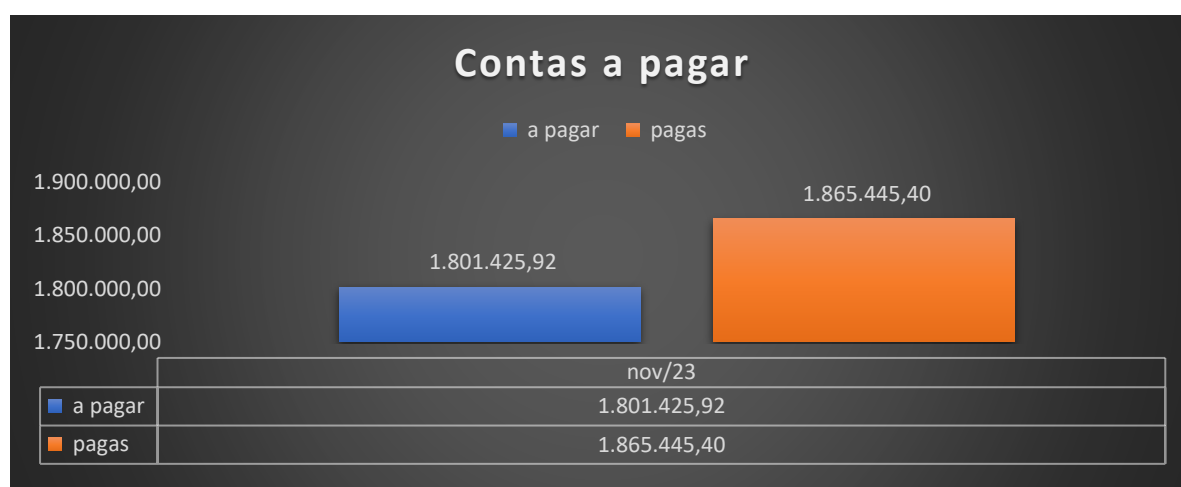 Contas a pagar
a pagar pagas
1.900.000,00
1.850.000,00
1.800.000,00
1.750.000,00
1.801.425,92
1.865.445,40
nov/23
a pagar 1.801.425,92
pagas 1.865.445,40